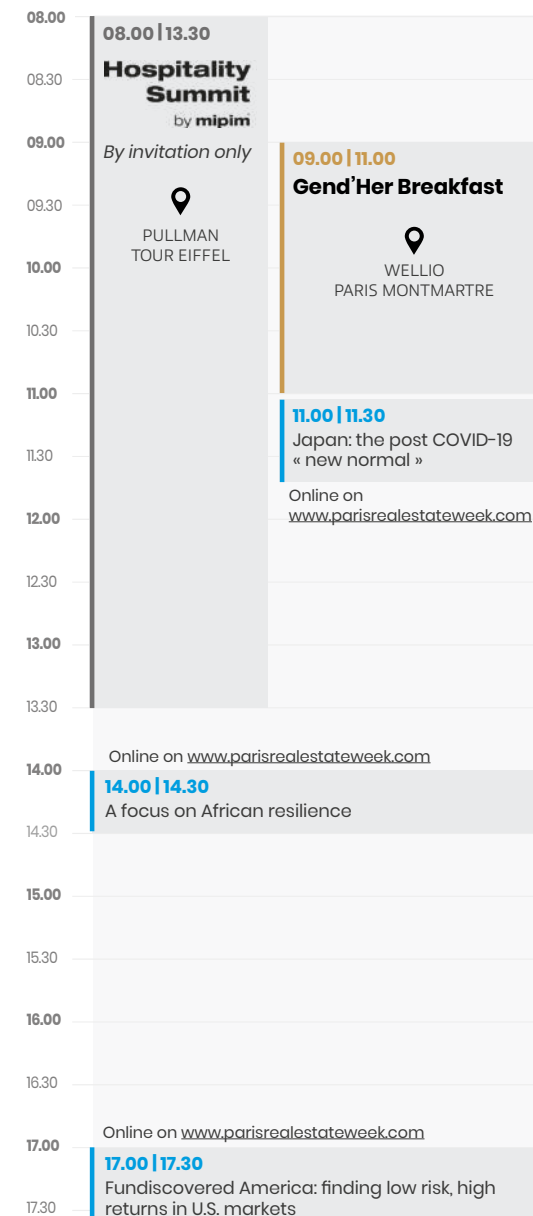 08.00
08.30
09.00
09.30
10.00
10.30
11.00
11.30
12.00
12.30
13.00
13.30
14.00
14.30
15.00
15.30
16.00
16.30
17.00
17.30
08.00 | 13.30
Hospitality
Summit
by mipim
By invitation only
PULLMAN
TOUR EIFFEL
09.00 | 11.00
Gend’Her Breakfast
WELLIO
PARIS MONTMARTRE
11.00 | 11.30
Japan: the post COVID-19
« new normal »
Online on
www.parisrealestateweek.com
Online on www.parisrealestateweek.com
14.00 | 14.30
A focus on African resilience
Online on www.parisrealestateweek.com
17.00 | 17.30
Fundiscovered America: finding low risk, high
returns in U.S. markets